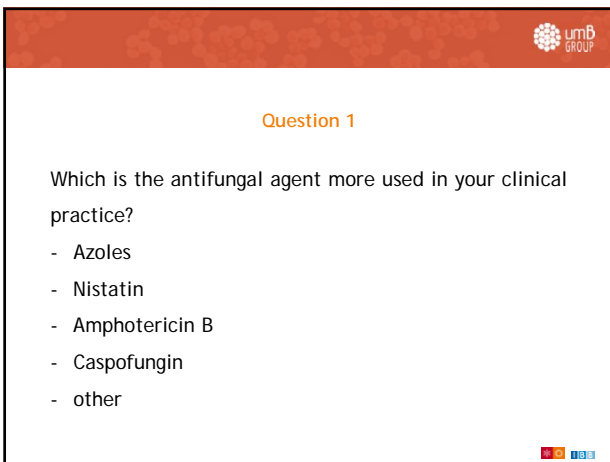 umB
GROUP
Question 1
Which is the antifungal agent more used in your clinical
practice?
- Azoles
- Nistatin
- Amphotericin B
- Caspofungin
- other